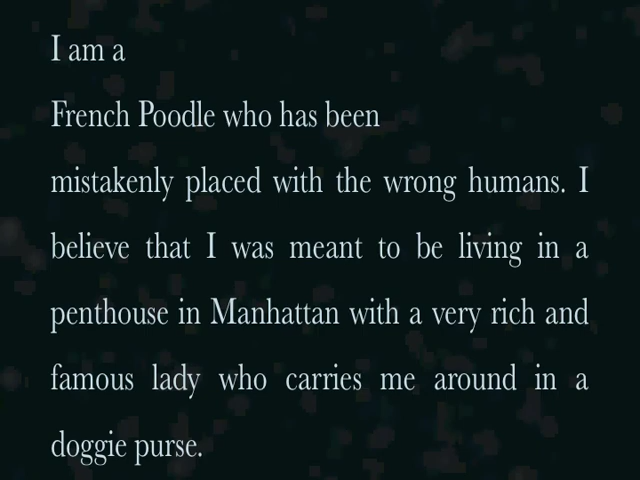 I am a
French Poodle who has been
mistakenly placed with the wrong humans. I
believe that I was meant to be living in a
penthouse in Manhattan with a very rich and
famous lady who carries me around in a
doggie purse.